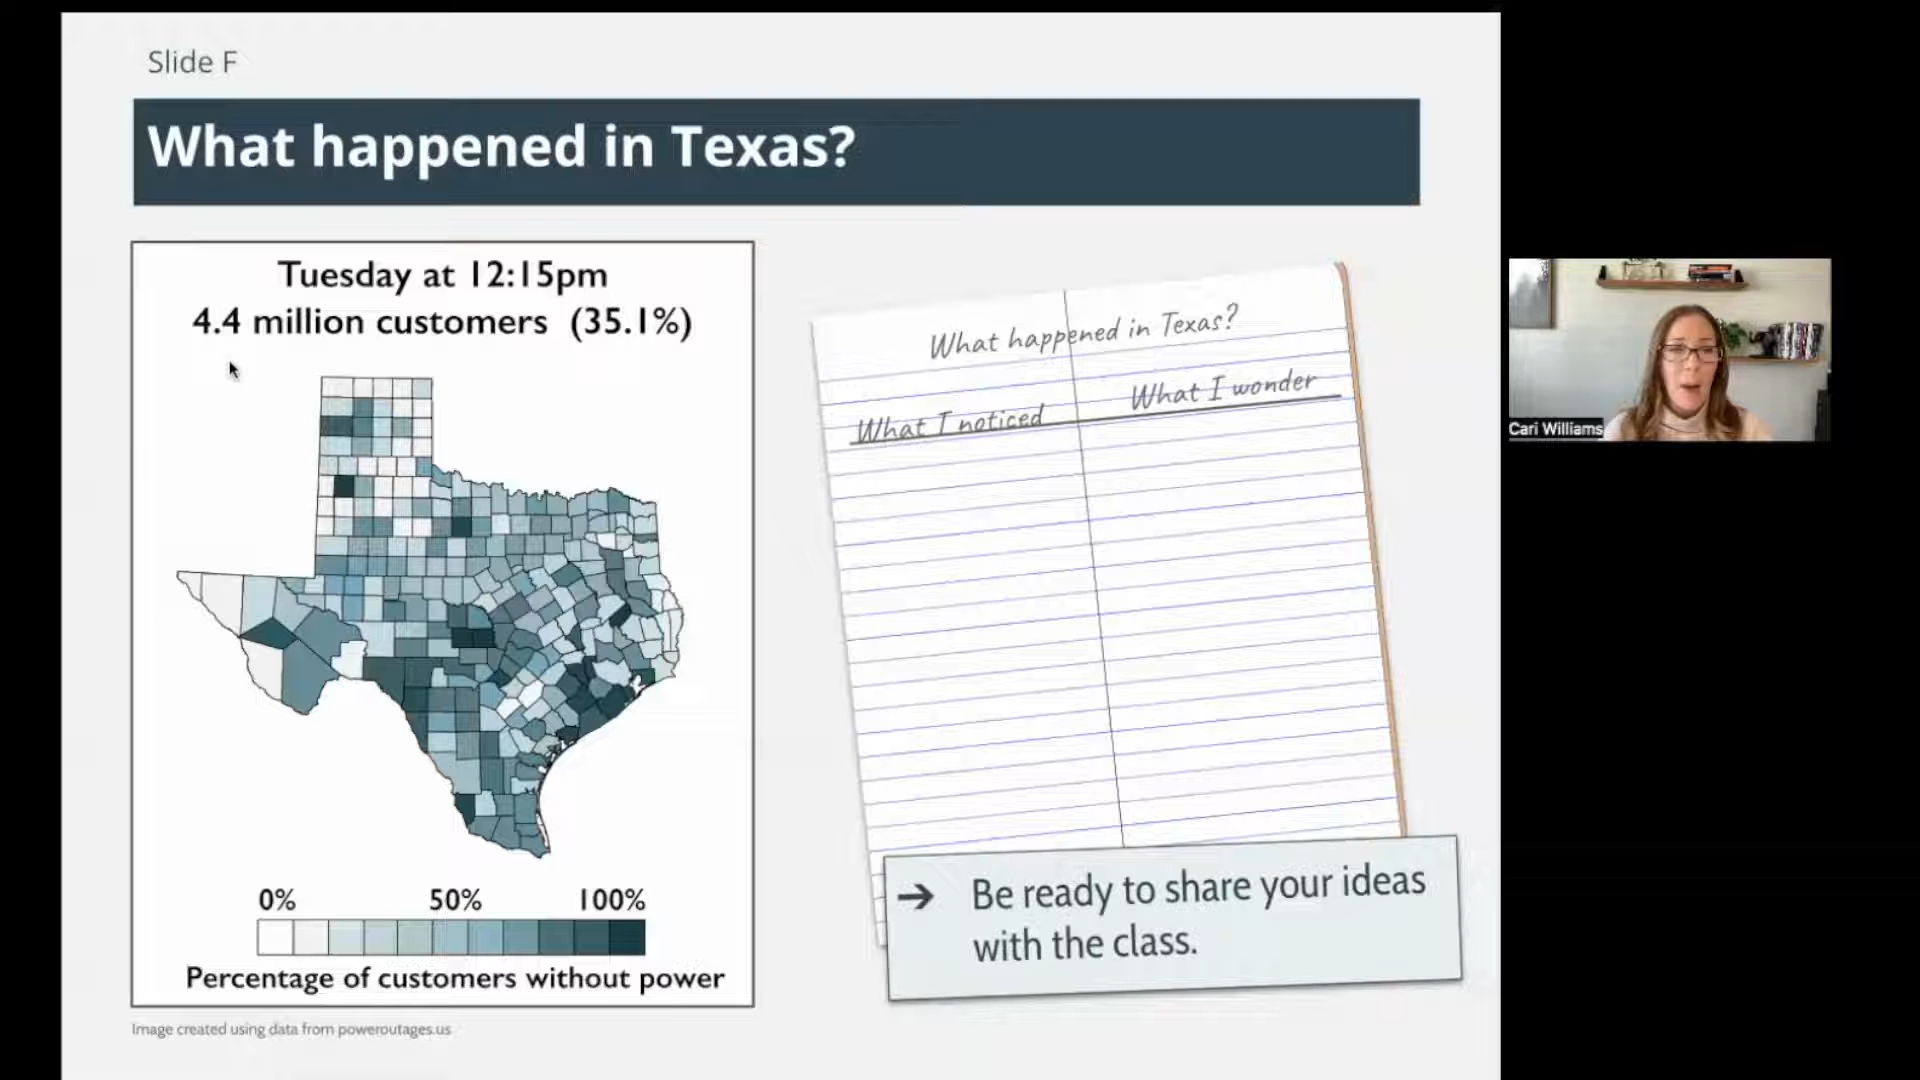 Slide F
What happened in Texas?
Tuesday at 12:15pm
4.4 million customers (35.1%)
0% 50% 100%
Percentage of customers without power
Image created using data from poweroutages.us
What happened in Texas?
What I noticed
What I wonder
➔ Be ready to share your ideas
with the class.
Cari Williams